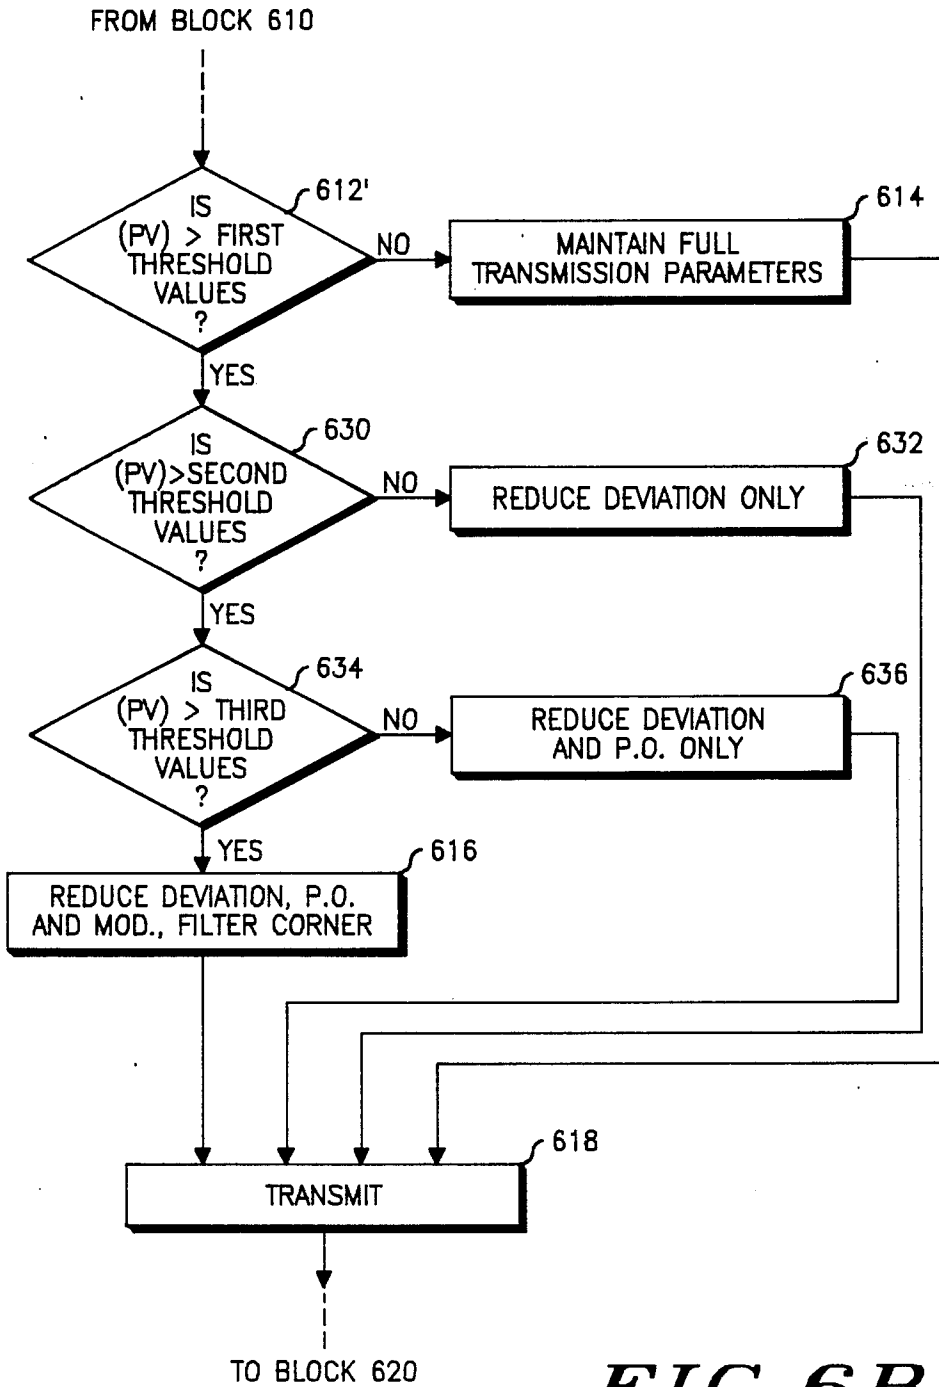 FROM BLOCK 610
612'
IS
(PV) > FIRST
THRESHOLD
VALUES
?
NO
614
MAINTAIN FULL
TRANSMISSION PARAMETERS
YES
630
IS
(PV)>SECOND
THRESHOLD
VALUES
?
NO
632
REDUCE DEVIATION ONLY
YES
634
IS
(PV) > THIRD
THRESHOLD
VALUES
?
NO
636
REDUCE DEVIATION
AND P.O. ONLY
YES
616
REDUCE DEVIATION, P.O.
AND MOD., FILTER CORNER
618
TRANSMIT
TO BLOCK 620
FIG. 6B